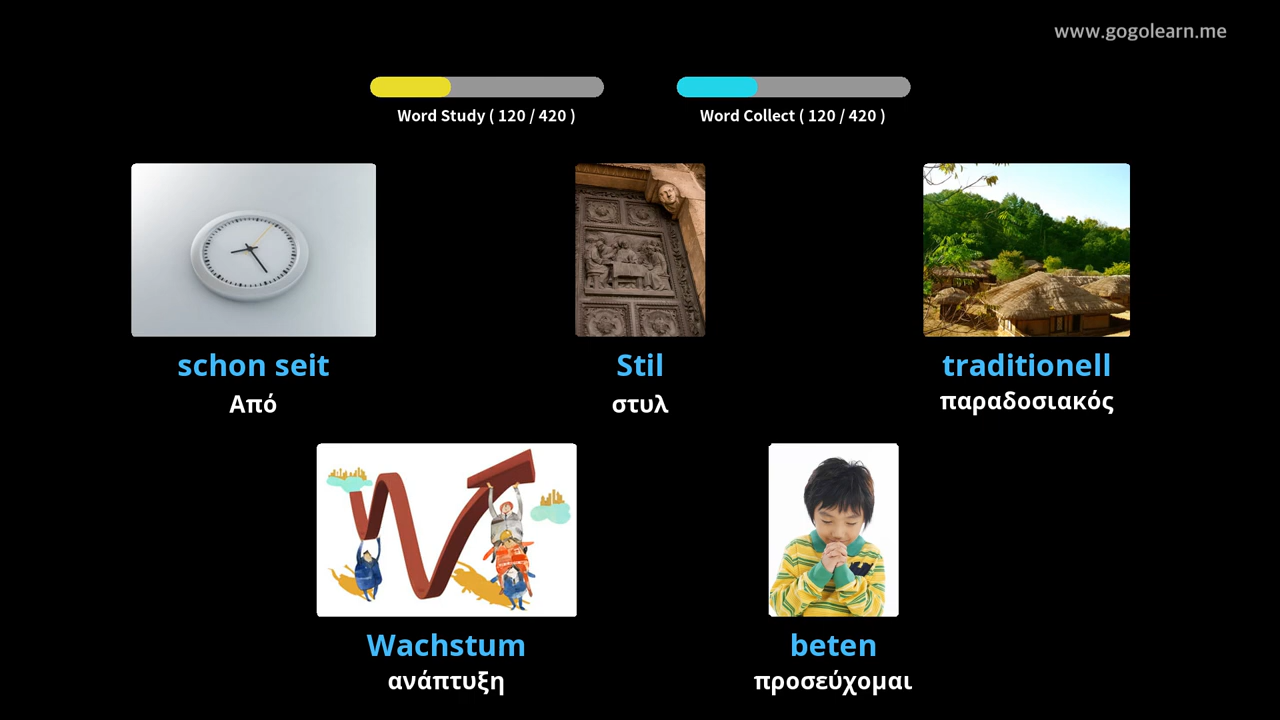 www.gogolearn.me
Word Study ( 120 / 420 )
Word Collect ( 120 / 420 )
schon seit
Από
Stil
στυλ
traditionell
παραδοσιακός
Wachstum
ανάπτυξη
beten
προσεύχομαι